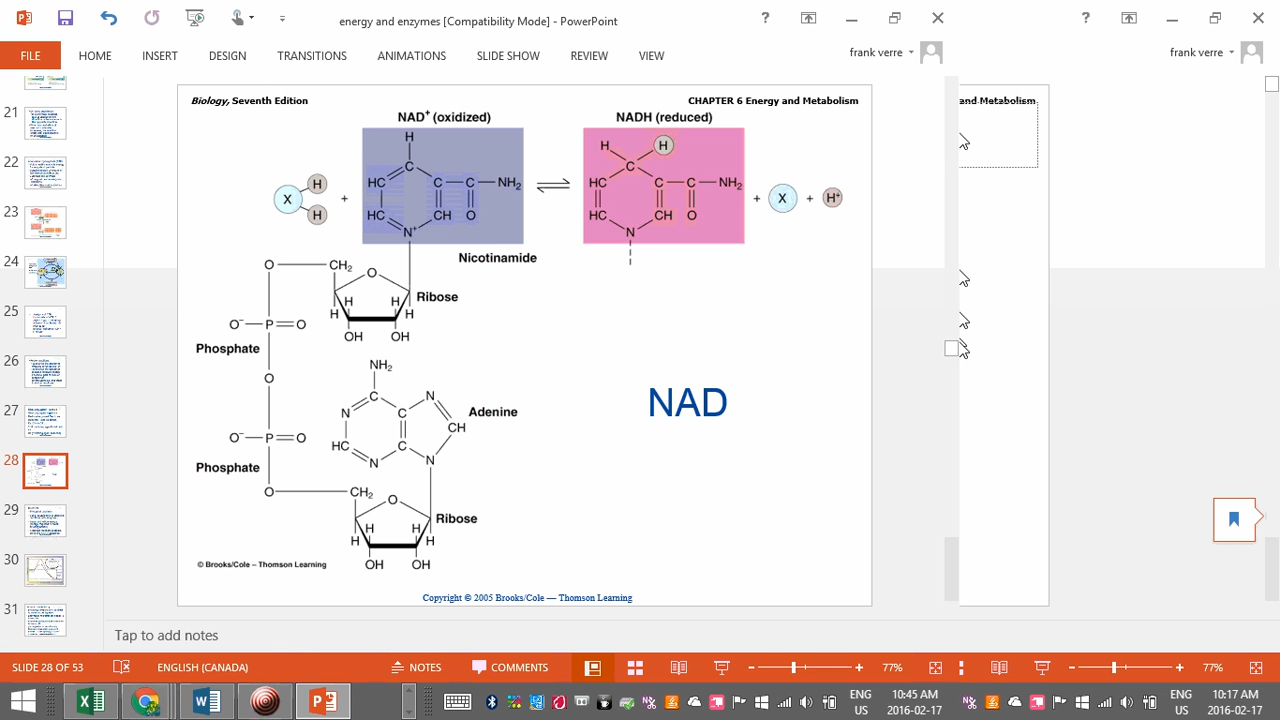 energy and enzymes [Compatibility Mode] - PowerPoint
?
?
FILE HOME INSERT DESIGN TRANSITIONS ANIMATIONS SLIDE SHOW REVIEW VIEW
frank verre
frank verre
21
22
23
24
25
26
27
28
29
30
31
Biology, Seventh Edition
CHAPTER 6 Energy and Metabolism
and Metabolism
NAD+ (oxidized)
NADH (reduced)
H
H H
C
C
HC C C NH2
HC C C NH2
X H H +
+ X + H+
HC CH O
HC CH O
N+
N
Nicotinamide
O CH2
O
Ribose
H H
H H
OH OH
O− P O
Phosphate
NH2
O
C
N C N
Adenine
CH
O− P O
HC C
N N
Phosphate
O CH2
O
Ribose
H H
H H
OH OH
NAD
© Brooks/Cole – Thomson Learning
Copyright © 2005 Brooks/Cole — Thomson Learning
Tap to add notes
SLIDE 28 OF 53 ENGLISH (CANADA) NOTES COMMENTS 77%
77%
ENG
US
10:45 AM
2016-02-17
ENG
US
10:17 AM
2016-02-17